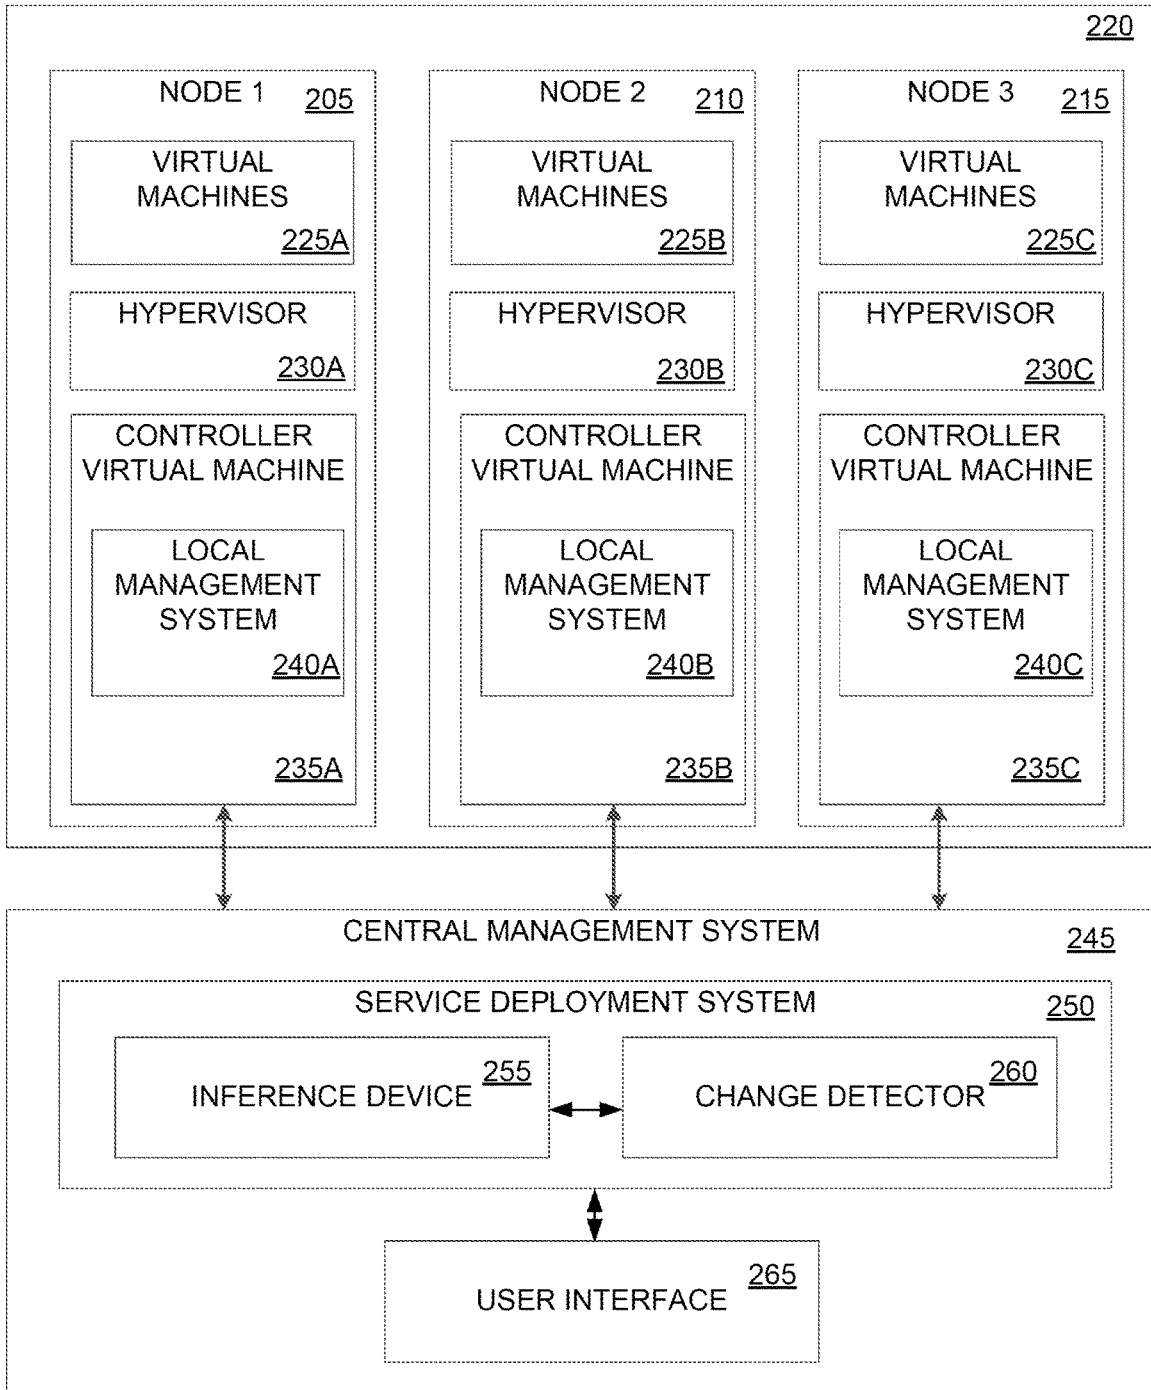 220
NODE 1
205
VIRTUAL
MACHINES
225A
HYPERVISOR
230A
CONTROLLER
VIRTUAL MACHINE
LOCAL
MANAGEMENT
SYSTEM
240A
235A
NODE 2
210
VIRTUAL
MACHINES
225B
HYPERVISOR
230B
CONTROLLER
VIRTUAL MACHINE
LOCAL
MANAGEMENT
SYSTEM
240B
235B
NODE 3
215
VIRTUAL
MACHINES
225C
HYPERVISOR
230C
CONTROLLER
VIRTUAL MACHINE
LOCAL
MANAGEMENT
SYSTEM
240C
235C
CENTRAL MANAGEMENT SYSTEM
245
SERVICE DEPLOYMENT SYSTEM
250
INFERENCE DEVICE
255
CHANGE DETECTOR
260
USER INTERFACE
265